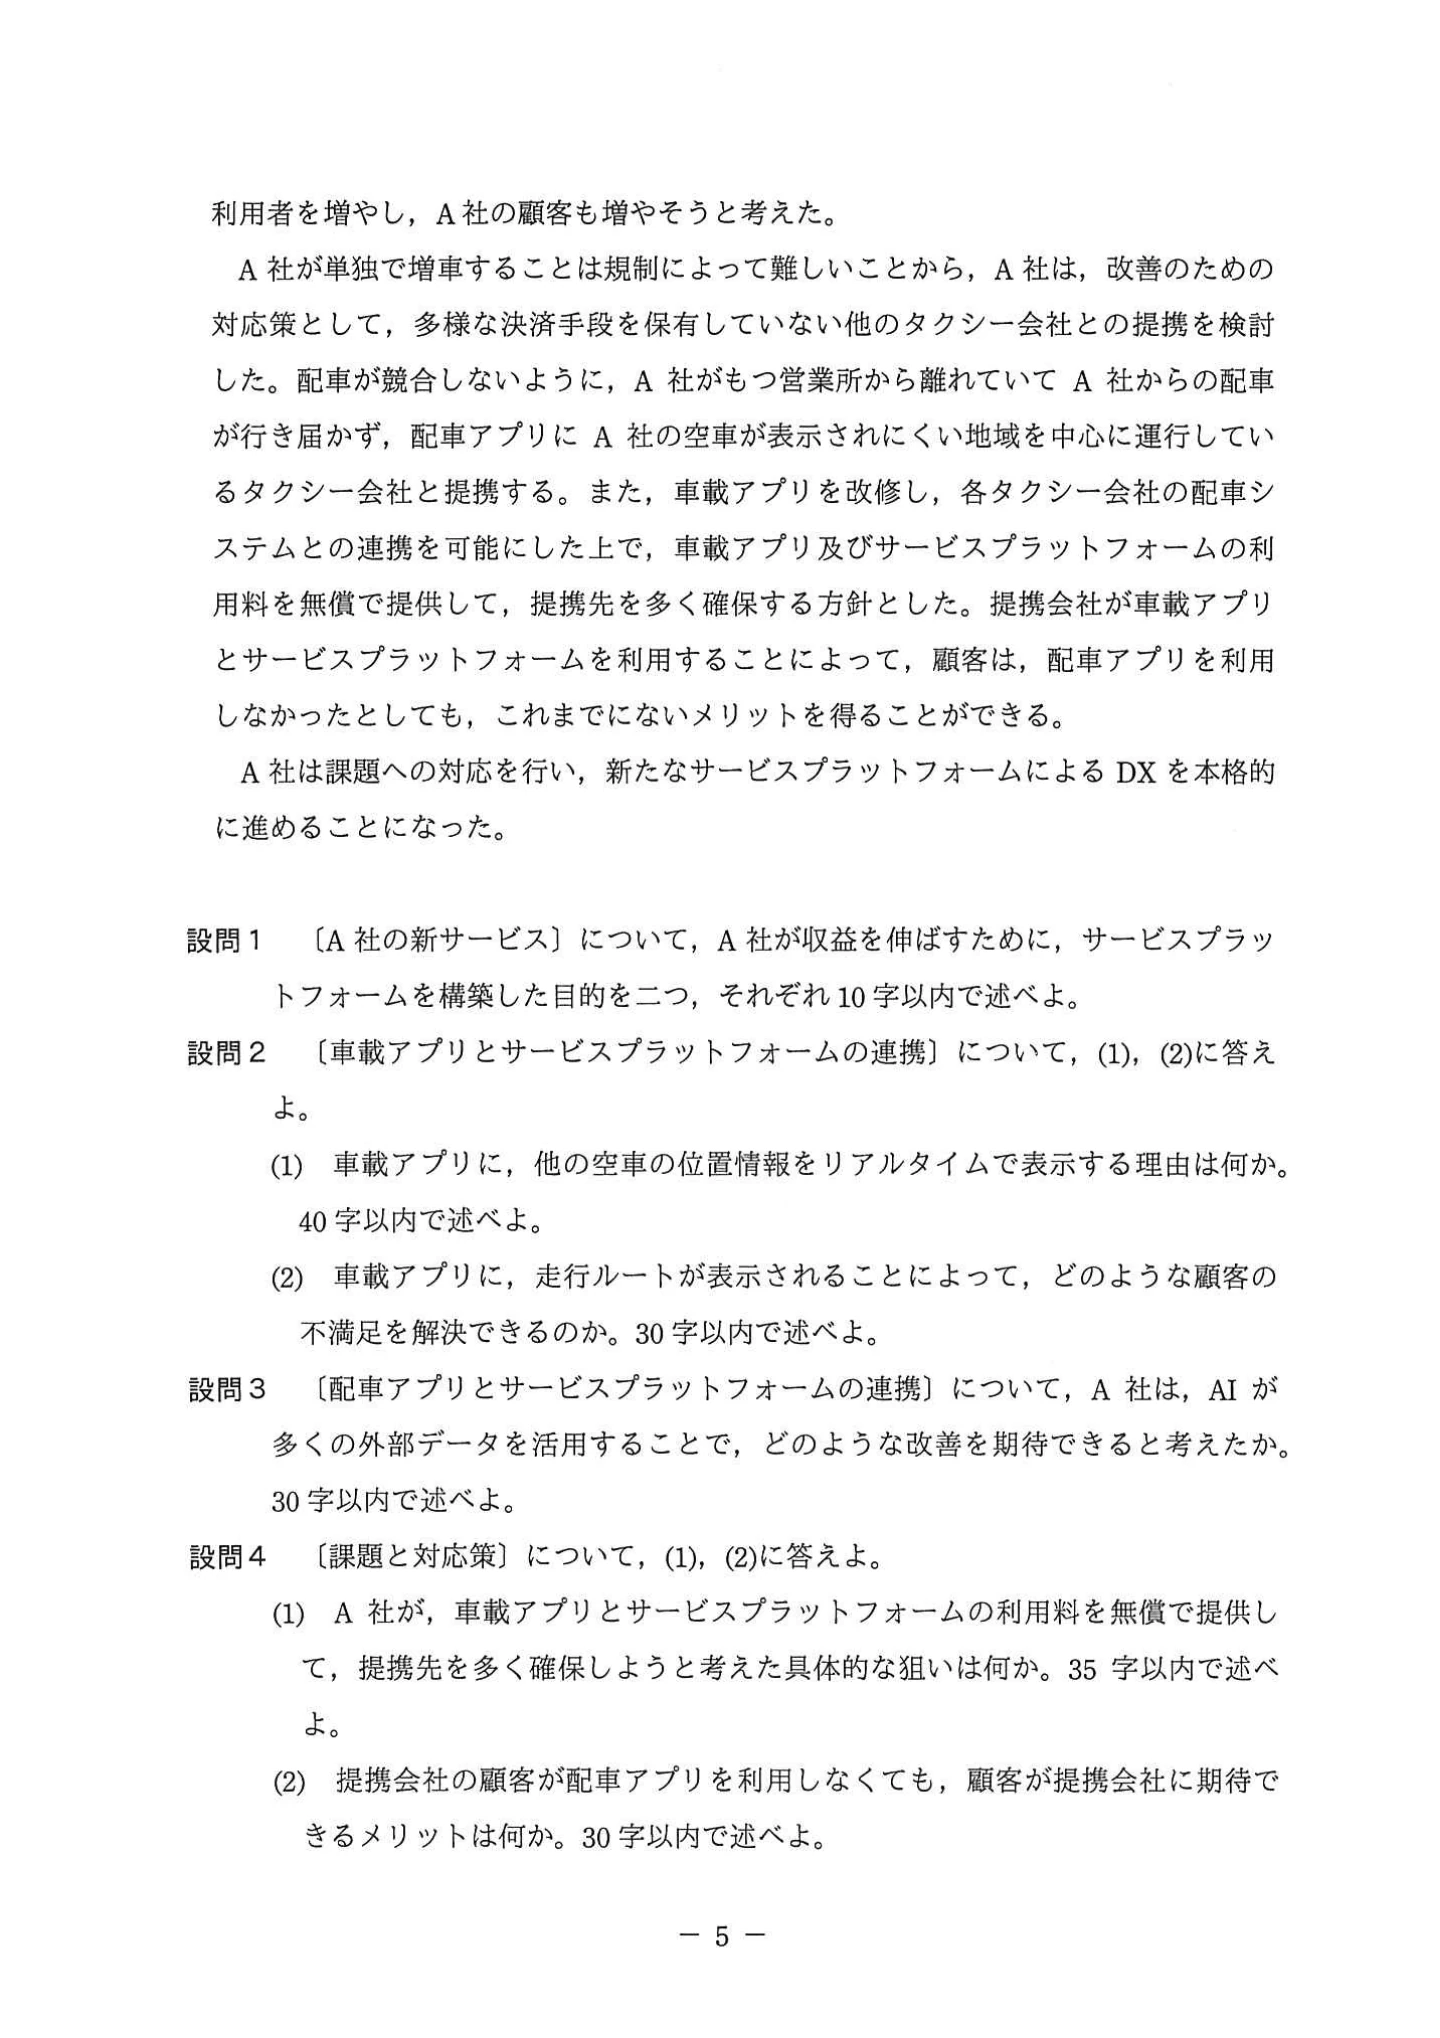 利用者を増やし，A社の顧客も増やそうと考えた。
A 社が単独で増車することは規制によって難しいことから，A 社は，改善のための
対応策として，多様な決済手段を保有していない他のタクシー会社との提携を検討
した。配車が競合しないように，A 社がもつ営業所から離れていて A 社からの配車
が行き届かず，配車アプリに A 社の空車が表示されにくい地域を中心に運行してい
るタクシー会社と提携する。また，車載アプリを改修し，各タクシー会社の配車シ
ステムとの連携を可能にした上で，車載アプリ及びサービスプラットフォームの利
用料を無償で提供して，提携先を多く確保する方針とした。提携会社が車載アプリ
とサービスプラットフォームを利用することによって，顧客は，配車アプリを利用
しなかったとしても，これまでにないメリットを得ることができる。
A 社は課題への対応を行い，新たなサービスプラットフォームによる DX を本格的
に進めることになった。
設問1 〔A 社の新サービス〕について，A 社が収益を伸ばすために，サービスプラッ
トフォームを構築した目的を二つ，それぞれ 10 字以内で述べよ。
設問2 〔車載アプリとサービスプラットフォームの連携〕について，(1)，(2)に答え
よ。
(1) 車載アプリに，他の空車の位置情報をリアルタイムで表示する理由は何か。
40 字以内で述べよ。
(2) 車載アプリに，走行ルートが表示されることによって，どのような顧客の
不満足を解決できるのか。30 字以内で述べよ。
設問3 〔配車アプリとサービスプラットフォームの連携〕について，A 社は，AI が
多くの外部データを活用することで，どのような改善を期待できると考えたか。
30 字以内で述べよ。
設問4 〔課題と対応策〕について，(1)，(2)に答えよ。
(1) A 社が，車載アプリとサービスプラットフォームの利用料を無償で提供し
て，提携先を多く確保しようと考えた具体的な狙いは何か。35 字以内で述べ
よ。
(2) 提携会社の顧客が配車アプリを利用しなくても，顧客が提携会社に期待で
きるメリットは何か。30 字以内で述べよ。
－ 5 －